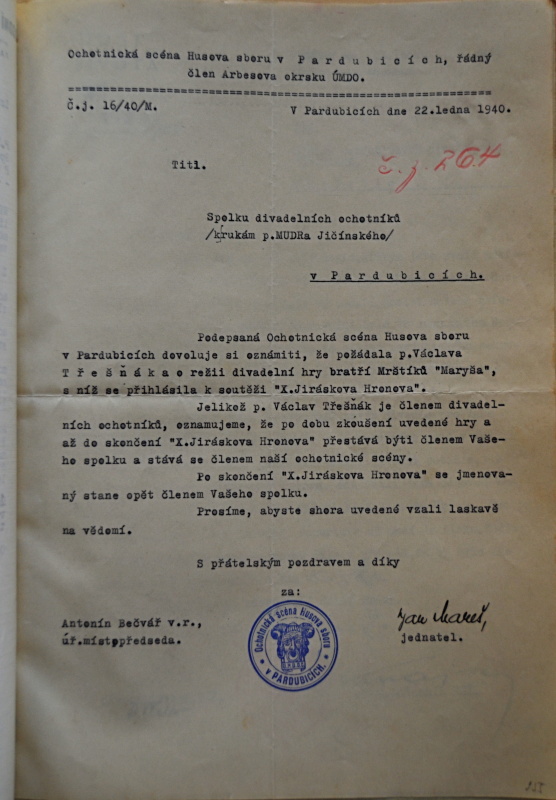 Ochotnická scéna Husova sboru v P a r d u b i c í c h, řádný
člen Arbesova okrsku ÚMDO.
Č.j. 16/40/M.
V Pardubicích dne 22.ledna 1940.
Titl.
č. j. 264
Spolku divadelních ochotníků
/k rukám p.MUDRa Jičínského/
v P a r d u b i c í c h.
Podepsaná Ochotnická scéna Husova sboru
v Pardubicích dovoluje si oznámiti, že požádala p.Václava
T ř e š ň á k a o režii divadelní hry bratří Mrštíků "Maryša",
s níž se přihlásila k soutěži "X.Jiráskova Hronova".
Jelikož p. Václav Třešňák je členem divadel-
ních ochotníků, oznamujeme, že po dobu zkoušení uvedené hry a
až do skončení "X.Jiráskova Hronova" přestává býti členem Vaše-
ho spolku a stává se členem naší ochotnické scény.
Po skončení "X.Jiráskova Hronova" se jmenova-
ný stane opět členem Vašeho spolku.
Prosíme, abyste shora uvedené vzali laskavě
na vědomí.
S přátelským pozdravem a díky
za:
Antonín Bečvář v.r.,
úř.místopředseda.
Ochotnická scéna Husova sboru
v PARDUBICÍCH.
Jan Mareš,
jednatel.